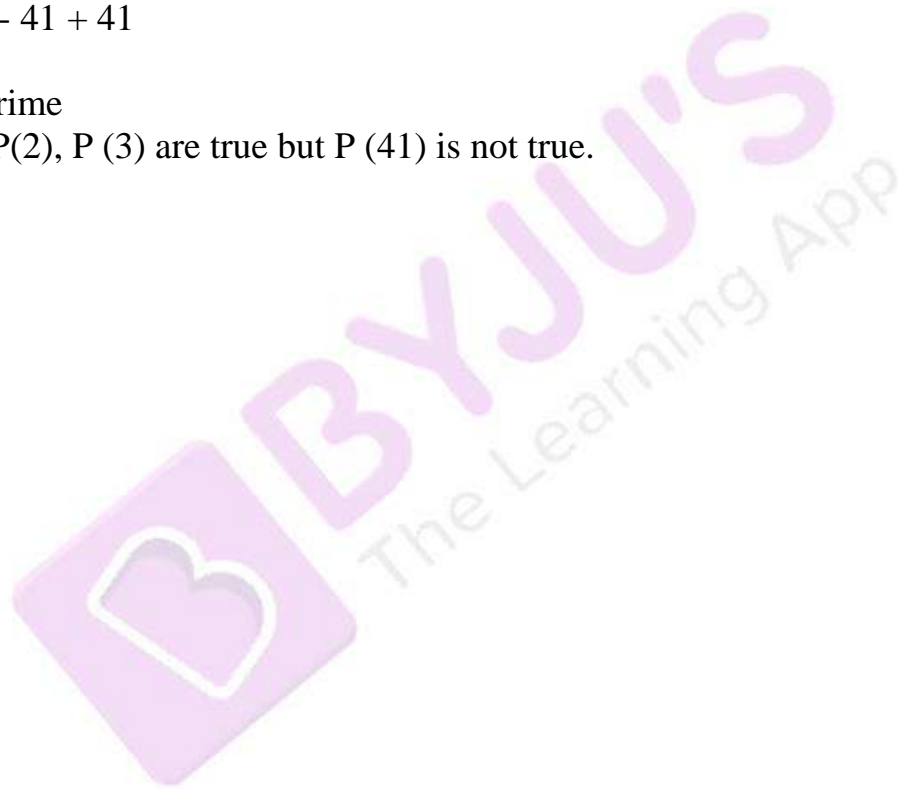 - 41 + 41
rime
P(2), P (3) are true but P (41) is not true.
BYJU'S
The Learning App